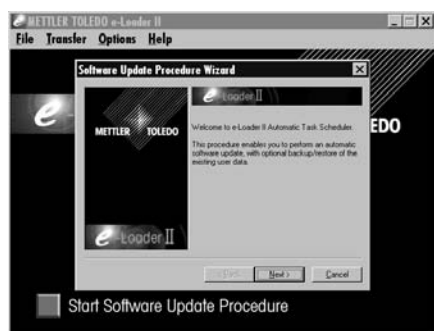 METTLER TOLEDO e-Loader II
File Transfer Options Help
Software Update Procedure Wizard
e-Loader II
METTLER TOLEDO
Welcome to e-Loader II Automatic Task Scheduler.
This procedure enables you to perform an automatic
software update, with optional backup/restore of the
existing user data.
e-Loader II
e
EDO
< Back Next > Cancel
Start Software Update Procedure